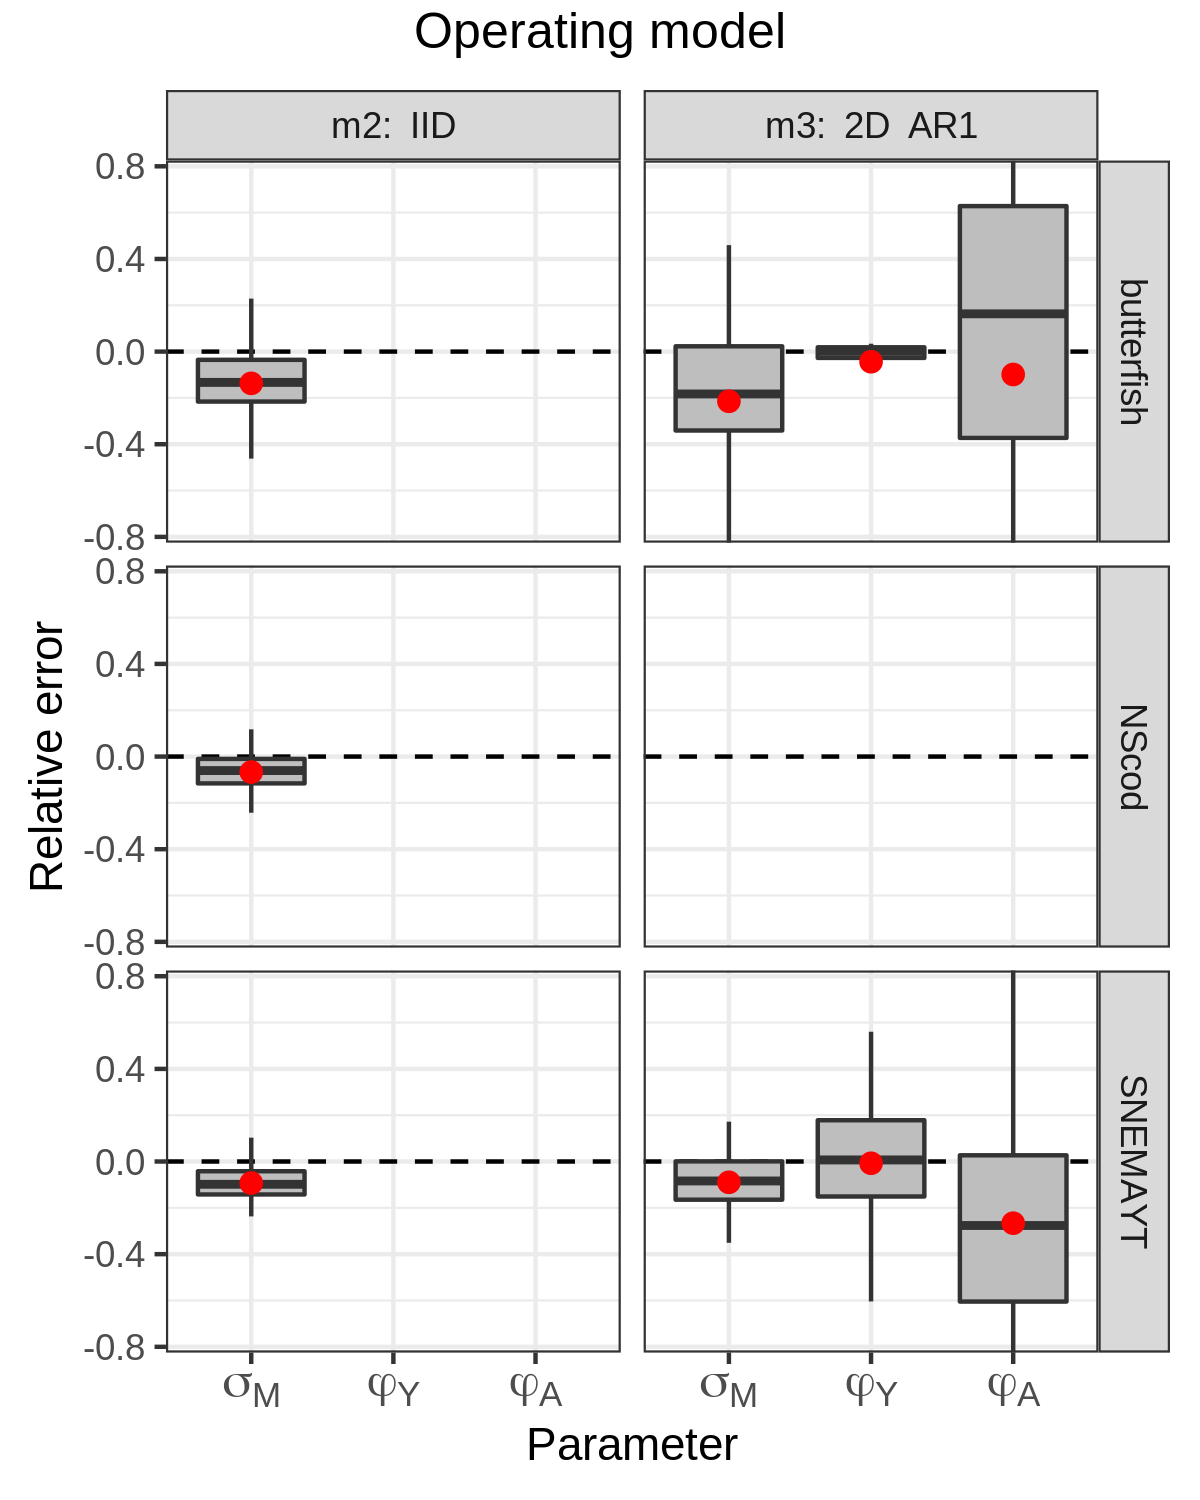 Operating model
m2: IID
m3: 2D AR1
0.8
0.4
0.0
-0.4
-0.8
butterfish
0.8
0.4
0.0
-0.4
-0.8
NScod
0.8
0.4
0.0
-0.4
-0.8
SNEMAYT
Relative error
σM φY φA σM φY φA
Parameter